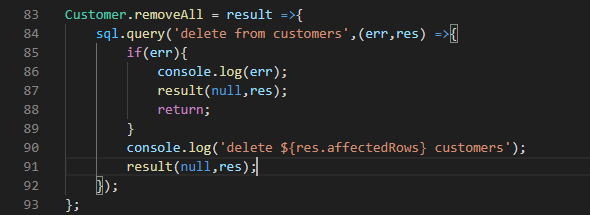 83 Customer.removeAll = result =>{
84 sql.query('delete from customers',(err,res) =>{
85 if(err){
86 console.log(err);
87 result(null,res);
88 return;
89 }
90 console.log('delete ${res.affectedRows} customers');
91 result(null,res);
92 });
93 };